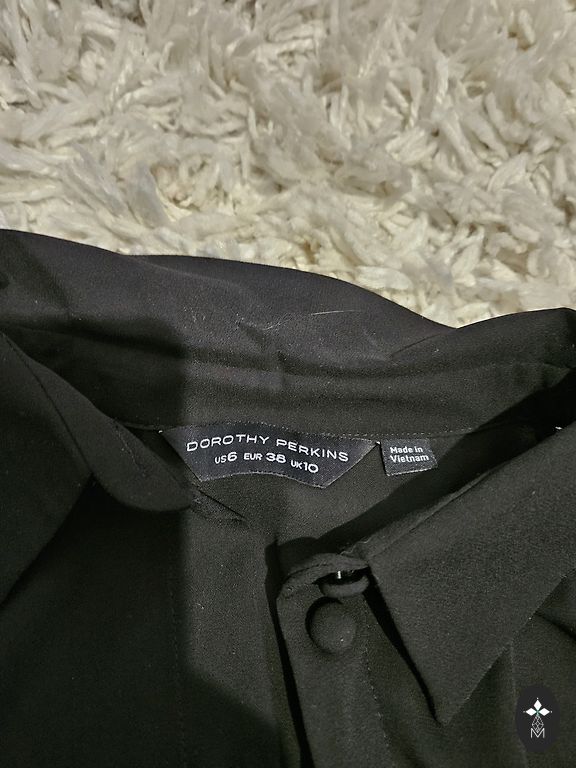 DOROTHY PERKINS
US6 EUR 38 UK10
Made in
Vietnam
M